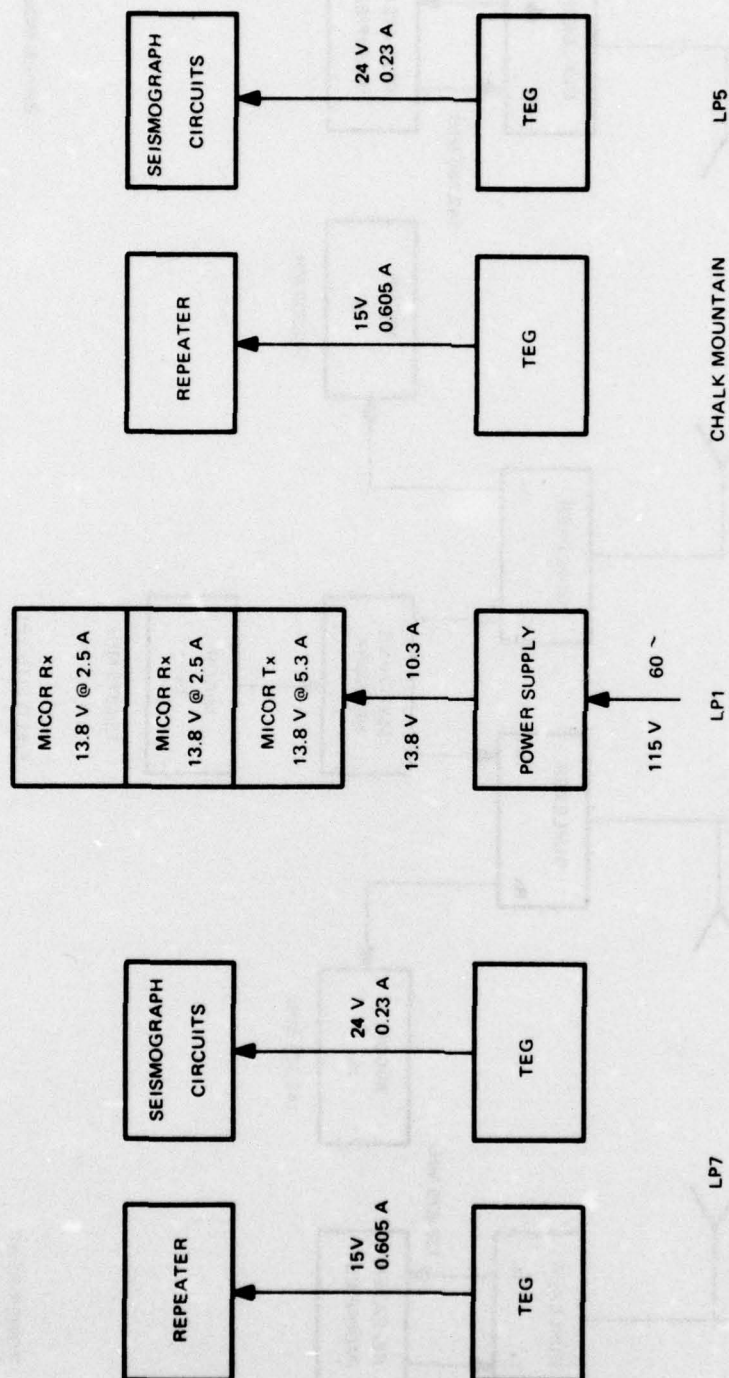 REPEATER
15V
0.605 A
TEG
SEISMOGRAPH
CIRCUITS
24 V
0.23 A
TEG
LP7
MICOR Rx
13.8 V @ 2.5 A
MICOR Rx
13.8 V @ 2.5 A
MICOR Tx
13.8 V @ 5.3 A
13.8 V 10.3 A
POWER SUPPLY
115 V 60 ~
LP1
REPEATER
15V
0.605 A
TEG
CHALK MOUNTAIN
SEISMOGRAPH
CIRCUITS
24 V
0.23 A
TEG
LP5